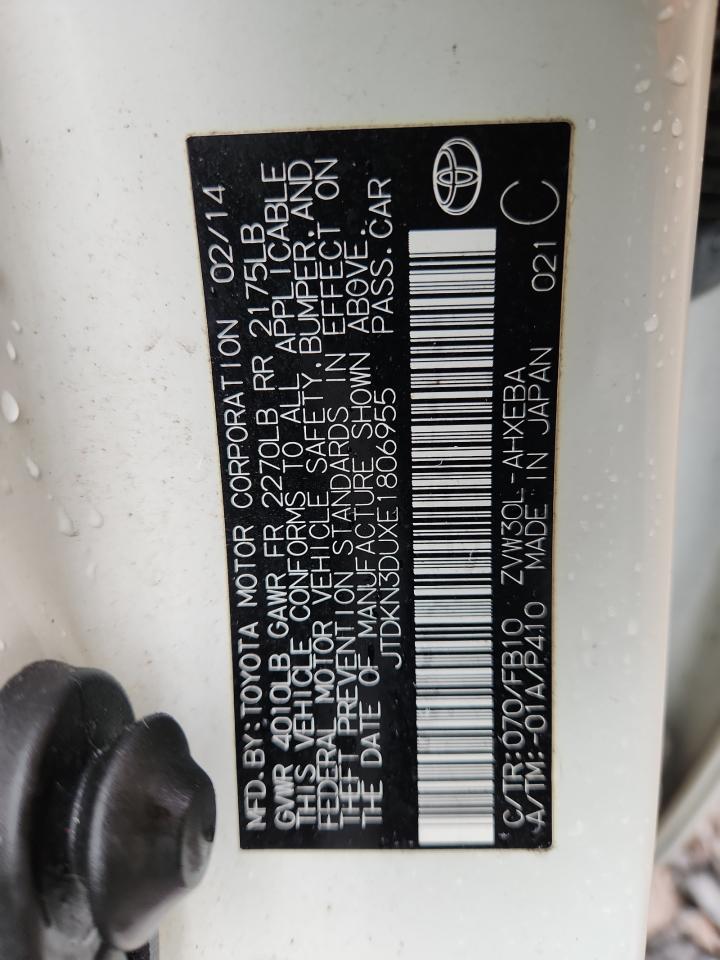 MFD.BY: TOYOTA MOTOR CORPORATION 02/14
GVWR 4010LB GAWR FR 2270LB RR 2175LB
THIS VEHICLE CONFORMS TO ALL APPLICABLE
FEDERAL MOTOR VEHICLE SAFETY, BUMPER, AND
THEFT PREVENTION STANDARDS IN EFFECT ON
THE DATE OF MANUFACTURE SHOWN ABOVE.
JTDKN3DUXE1806955 PASS.CAR
C/TR: 070/FB10 ZVW30L-AHXEBA
A/TM: -01A/P410 MADE IN JAPAN 021 C